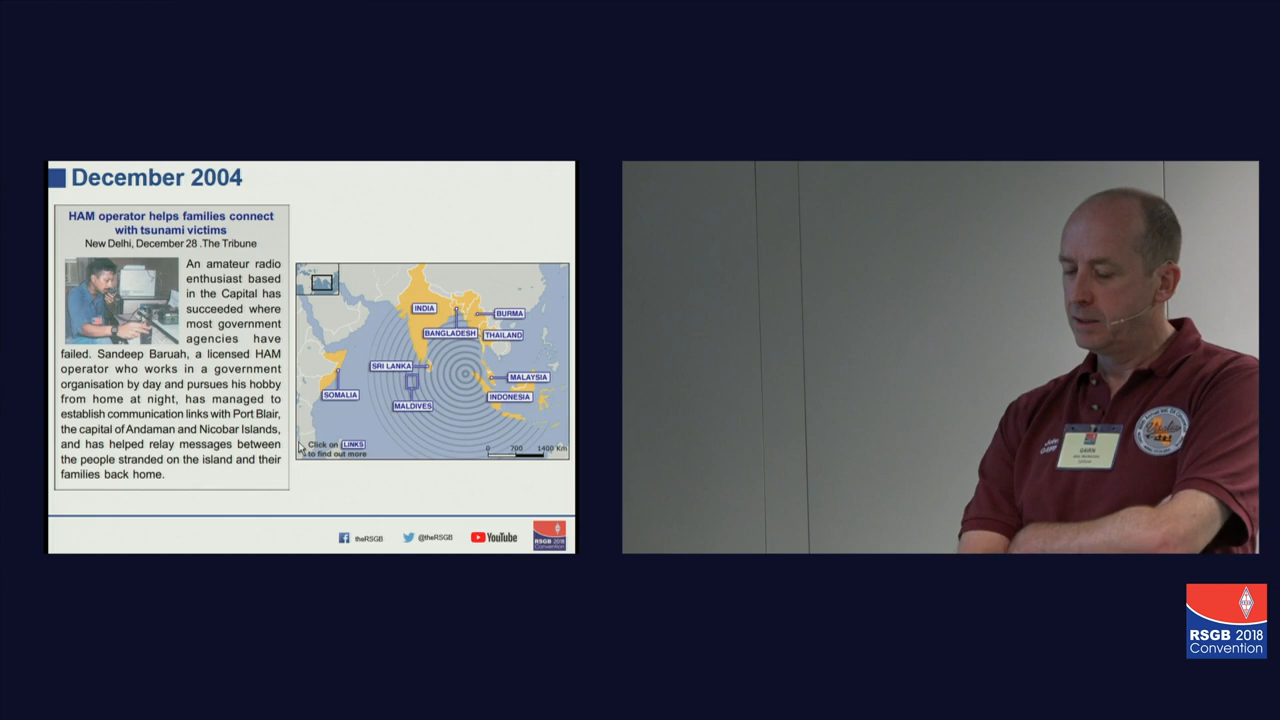 December 2004
HAM operator helps families connect
with tsunami victims
New Delhi, December 28 .The Tribune
An amateur radio
enthusiast based
in the Capital has
succeeded where
most government
agencies have
failed. Sandeep Baruah, a licensed HAM
operator who works in a government
organisation by day and pursues his hobby
from home at night, has managed to
establish communication links with Port Blair,
the capital of Andaman and Nicobar Islands,
and has helped relay messages between
the people stranded on the island and their
families back home.
INDIA
BURMA
BANGLADESH
THAILAND
SRI LANKA
MALAYSIA
SOMALIA
INDONESIA
MALDIVES
Click on LINKS
to find out more
0 700 1400 Km
theRSGB
@theRSGB
YouTube
RSGB 2018
Convention
RSGB 2018
Convention